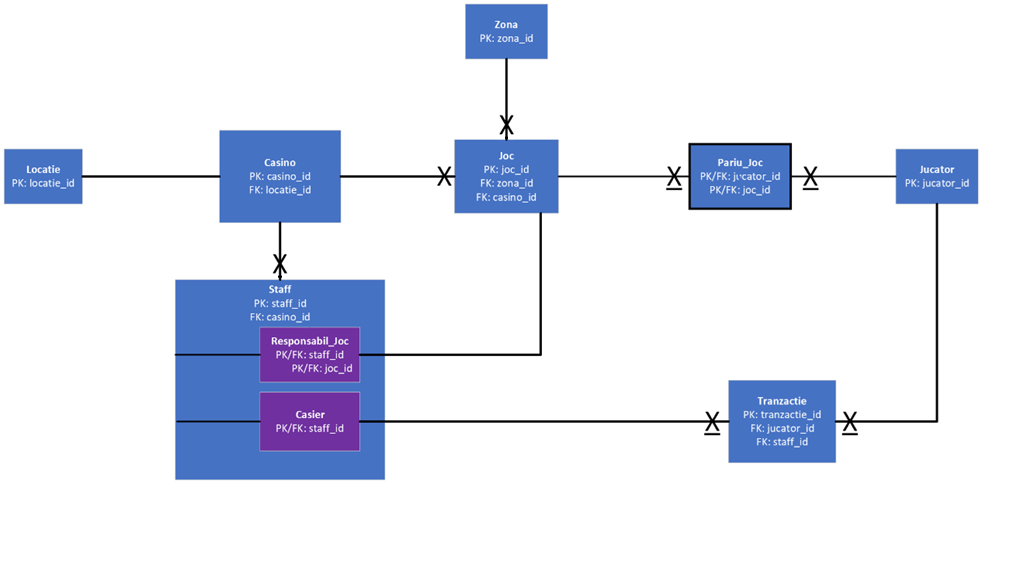 Zona
PK: zona_id
Locatie
PK: locatie_id
Casino
PK: casino_id
FK: locatie_id
Joc
PK: joc_id
FK: zona_id
FK: casino_id
Pariu_Joc
PK/FK: jucator_id
PK/FK: joc_id
Jucator
PK: jucator_id
X
X
X
X
X
Staff
PK: staff_id
FK: casino_id
Responsabil_Joc
PK/FK: staff_id
PK/FK: joc_id
Casier
PK/FK: staff_id
X
Tranzactie
PK: tranzactie_id
FK: jucator_id
FK: staff_id
X